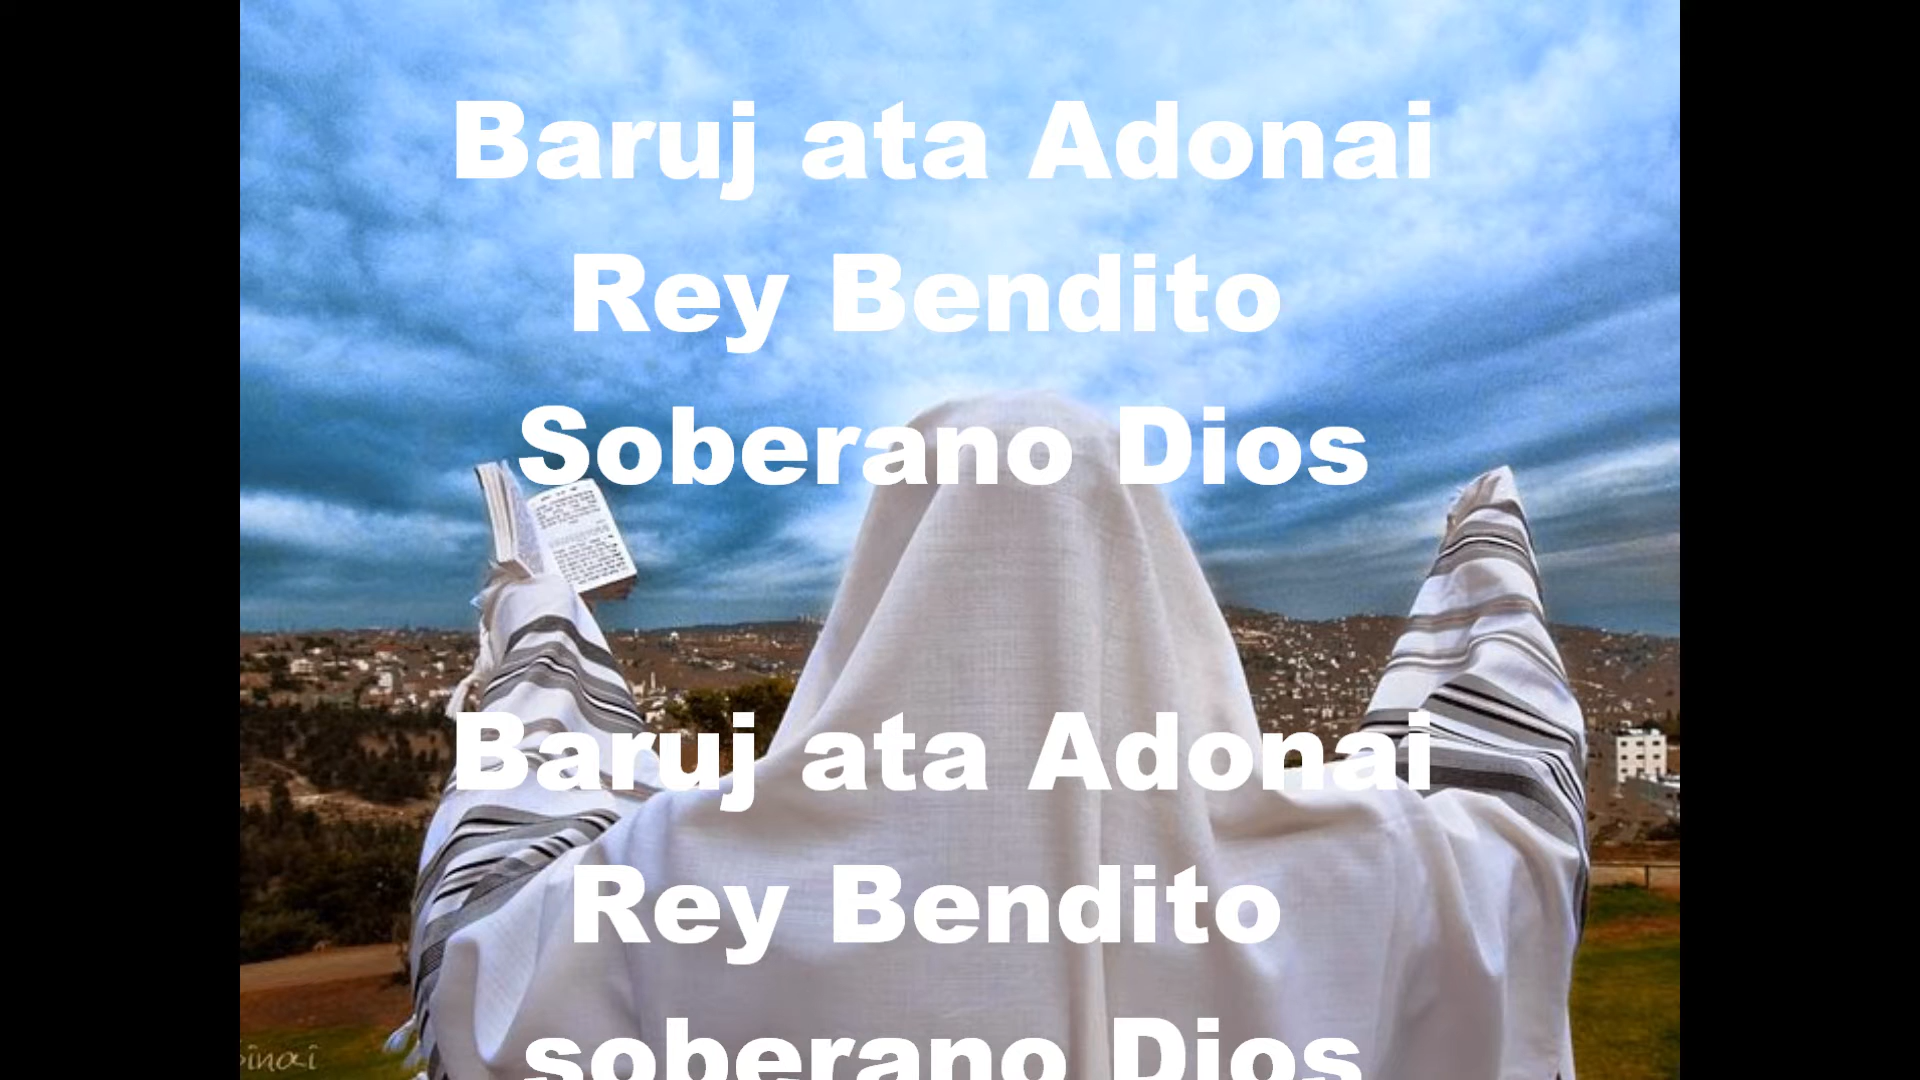 Baruj ata Adonai
Rey Bendito
Soberano Dios
Baruj ata Adonai
Rey Bendito
soberano Dios